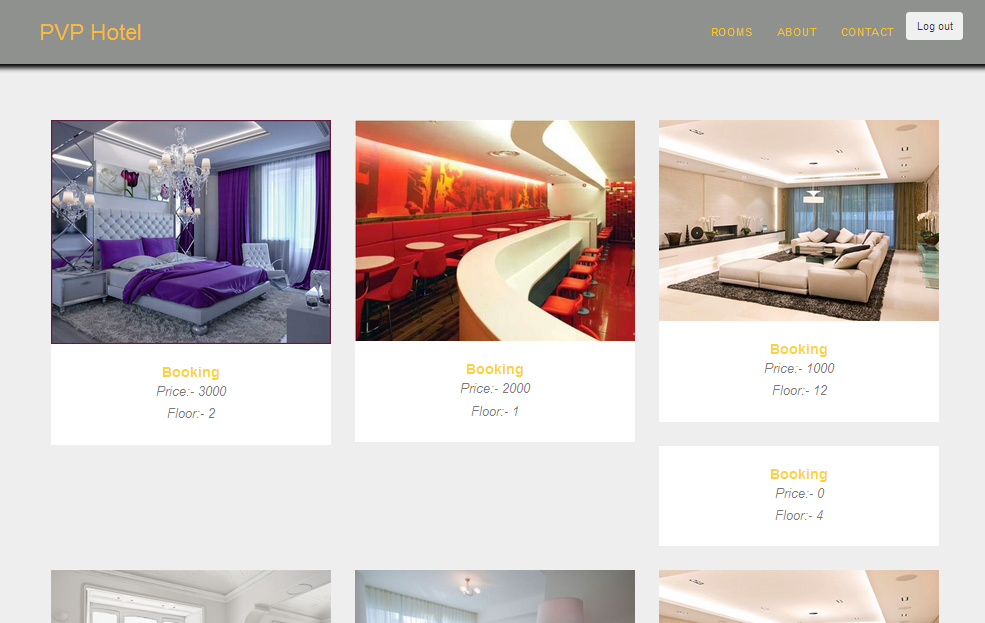 PVP Hotel
ROOMS
ABOUT
CONTACT
Log out
Booking
Price:- 3000
Floor:- 2
Booking
Price:- 2000
Floor:- 1
Booking
Price:- 1000
Floor:- 12
Booking
Price:- 0
Floor:- 4